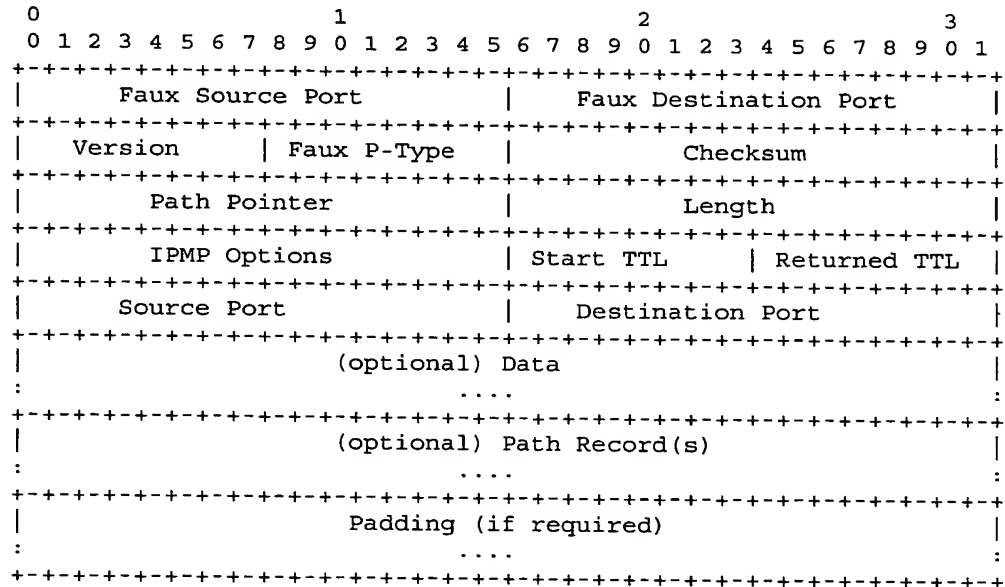 0                   1                   2                   3
 0 1 2 3 4 5 6 7 8 9 0 1 2 3 4 5 6 7 8 9 0 1 2 3 4 5 6 7 8 9 0 1
+-+-+-+-+-+-+-+-+-+-+-+-+-+-+-+-+-+-+-+-+-+-+-+-+-+-+-+-+-+-+-+-+
|      Faux Source Port         |    Faux Destination Port      |
+-+-+-+-+-+-+-+-+-+-+-+-+-+-+-+-+-+-+-+-+-+-+-+-+-+-+-+-+-+-+-+-+
|   Version     | Faux P-Type   |           Checksum            |
+-+-+-+-+-+-+-+-+-+-+-+-+-+-+-+-+-+-+-+-+-+-+-+-+-+-+-+-+-+-+-+-+
|        Path Pointer           |           Length              |
+-+-+-+-+-+-+-+-+-+-+-+-+-+-+-+-+-+-+-+-+-+-+-+-+-+-+-+-+-+-+-+-+
|        IPMP Options           | Start TTL     | Returned TTL  |
+-+-+-+-+-+-+-+-+-+-+-+-+-+-+-+-+-+-+-+-+-+-+-+-+-+-+-+-+-+-+-+-+
|      Source Port              |    Destination Port           |
+-+-+-+-+-+-+-+-+-+-+-+-+-+-+-+-+-+-+-+-+-+-+-+-+-+-+-+-+-+-+-+-+
|                    (optional) Data                            |
:                            ....                               :
+-+-+-+-+-+-+-+-+-+-+-+-+-+-+-+-+-+-+-+-+-+-+-+-+-+-+-+-+-+-+-+-+
|                    (optional) Path Record(s)                  |
:                            ....                               :
+-+-+-+-+-+-+-+-+-+-+-+-+-+-+-+-+-+-+-+-+-+-+-+-+-+-+-+-+-+-+-+-+
|                     Padding (if required)                     |
:                            ....                               :
+-+-+-+-+-+-+-+-+-+-+-+-+-+-+-+-+-+-+-+-+-+-+-+-+-+-+-+-+-+-+-+-+